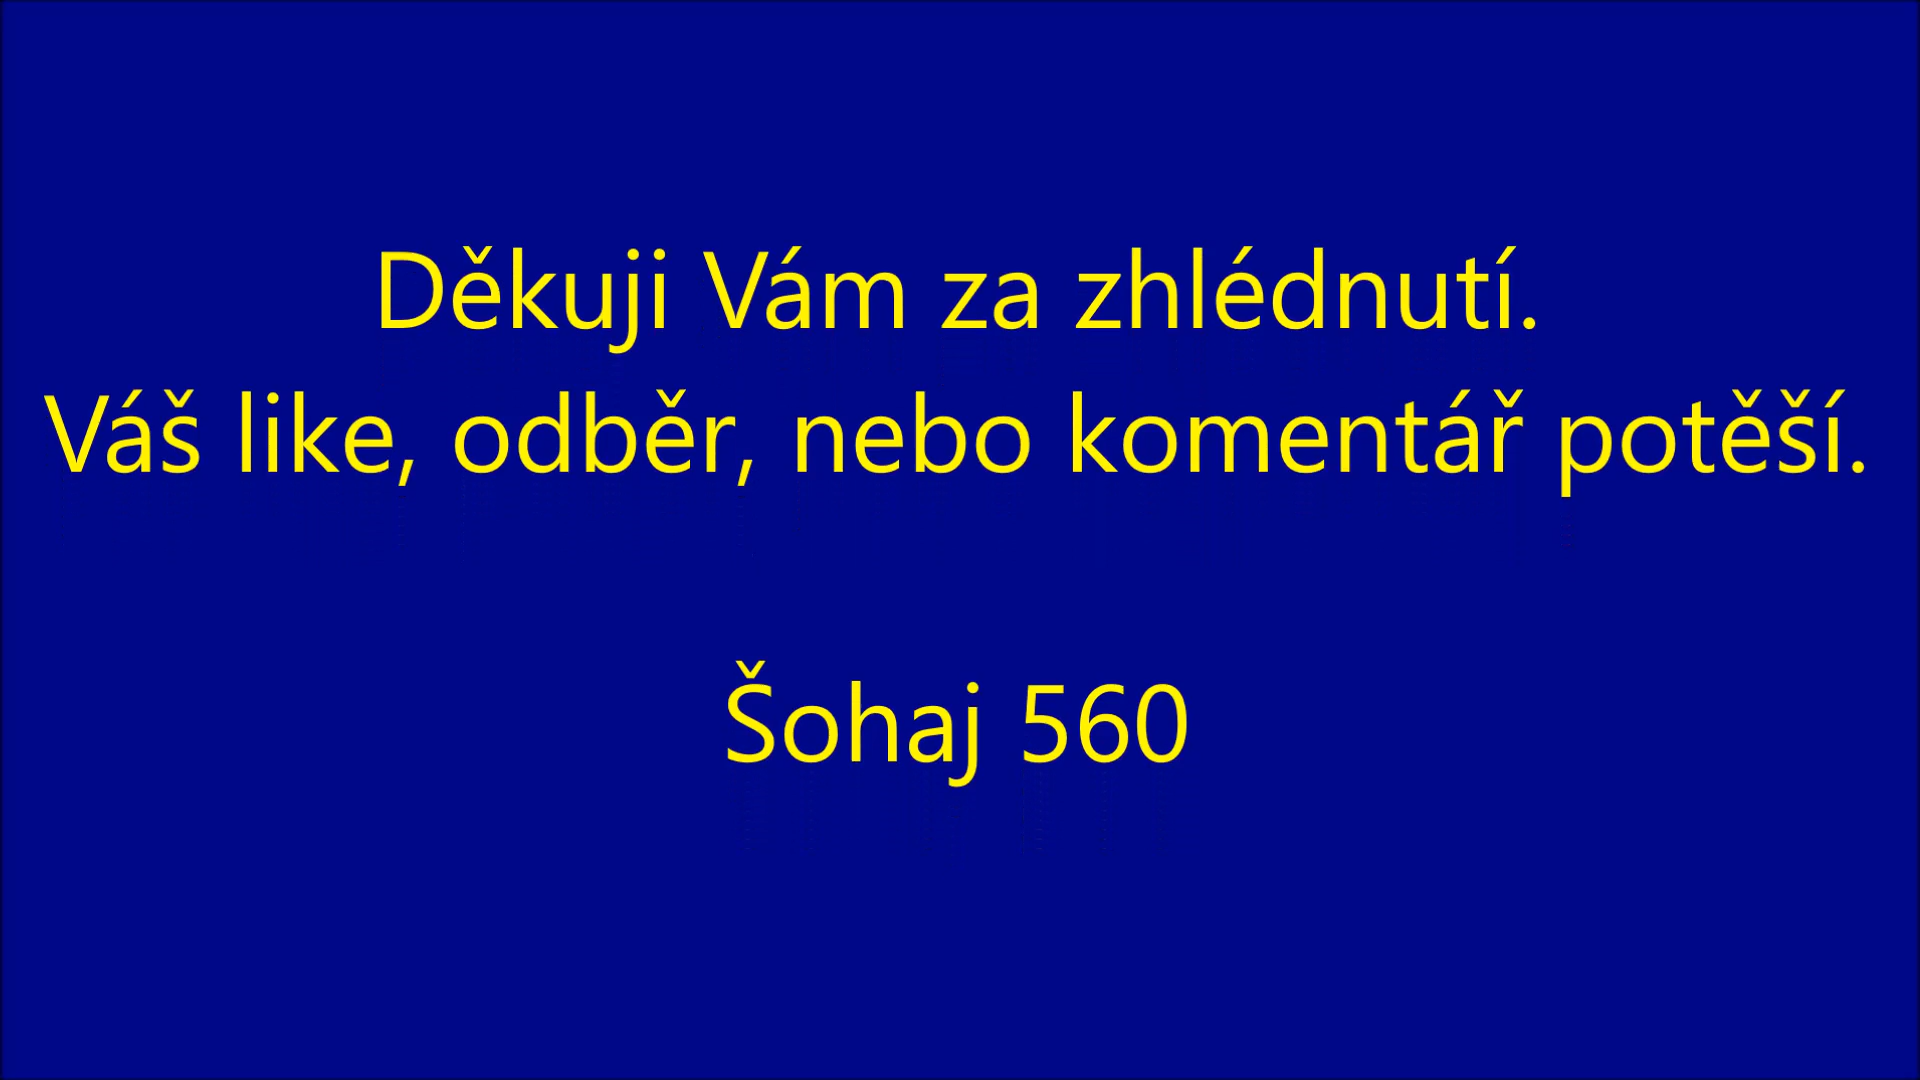 Děkuji Vám za zhlédnutí.
Váš like, odběr, nebo komentář potěší.
Šohaj 560